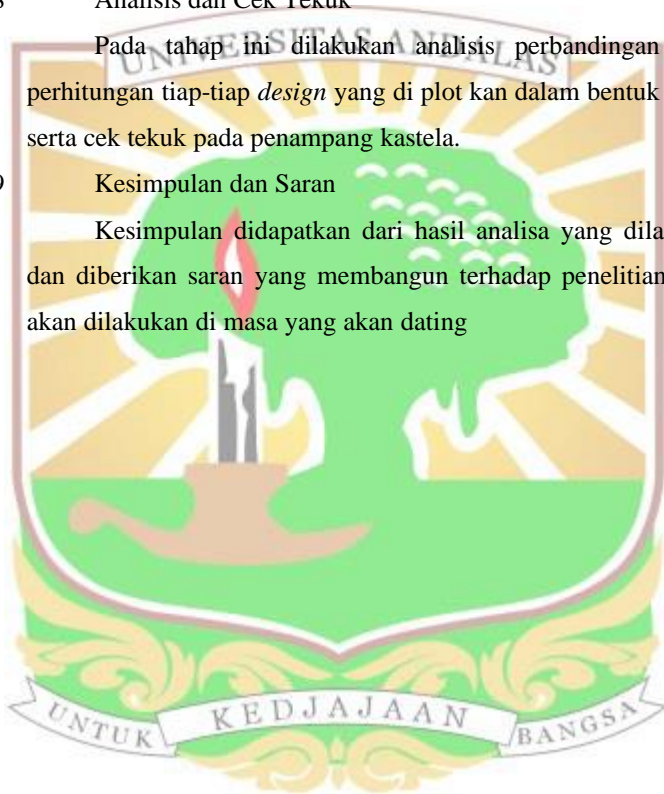 Analisis dan Cek Tekuk
Pada tahap ini dilakukan analisis perbandingan
perhitungan tiap-tiap design yang di plot kan dalam bentuk
serta cek tekuk pada penampang kastela.
9 Kesimpulan dan Saran
Kesimpulan didapatkan dari hasil analisa yang dila
dan diberikan saran yang membangun terhadap penelitian
akan dilakukan di masa yang akan dating
UNIVERSITAS ANDALAS
UNTUK KEDJAJAAN BANGSA